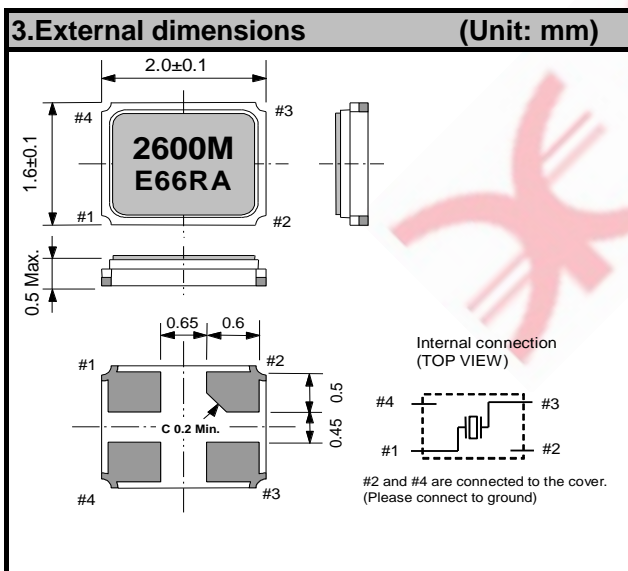 3.External dimensions (Unit: mm)
2.0±0.1
#4 #3
1.6±0.1
2600M
E66RA
#1 #2
0.5 Max.
0.65 0.6
#1 #2
0.5
C 0.2 Min.
0.45
#4 #3
Internal connection
(TOP VIEW)
#4 #3
#1 #2
#2 and #4 are connected to the cover.
(Please connect to ground)